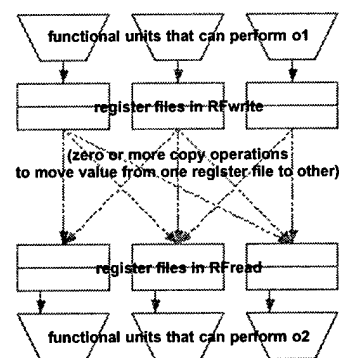 functional units that can perform o1
register files in RFwrite
(zero or more copy operations
to move value from one register file to other)
register files in RFread
functional units that can perform o2